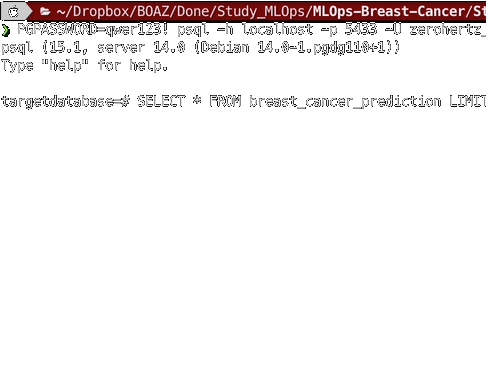 ~/Dropbox/BOAZ/Done/Study_MLOps/MLOps-Breast-Cancer/St
❯ PGPASSWORD=qwer123! psql -h localhost -p 5433 -U zerohertz_
psql (15.1, server 14.0 (Debian 14.0-1.pgdg110+1))
Type "help" for help.
targetdatabase=# SELECT * FROM breast_cancer_prediction LIMIT